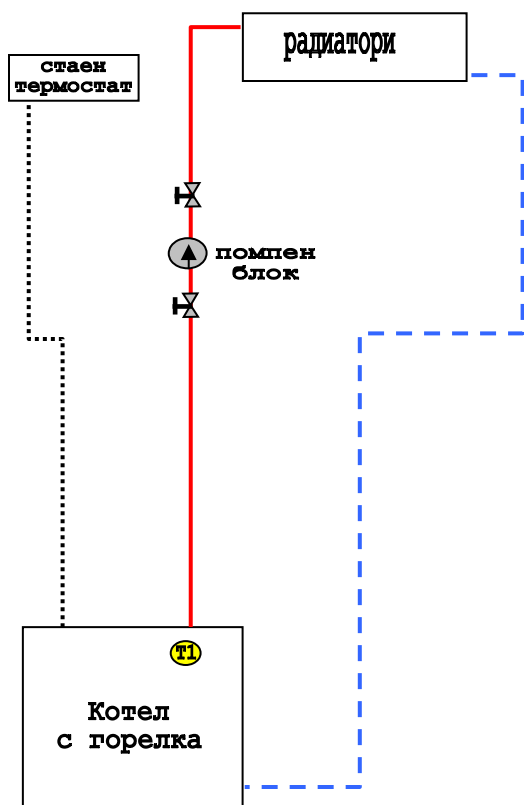 радиатори
стаен
термостат
помпен
блок
T1
Котел
с горелка